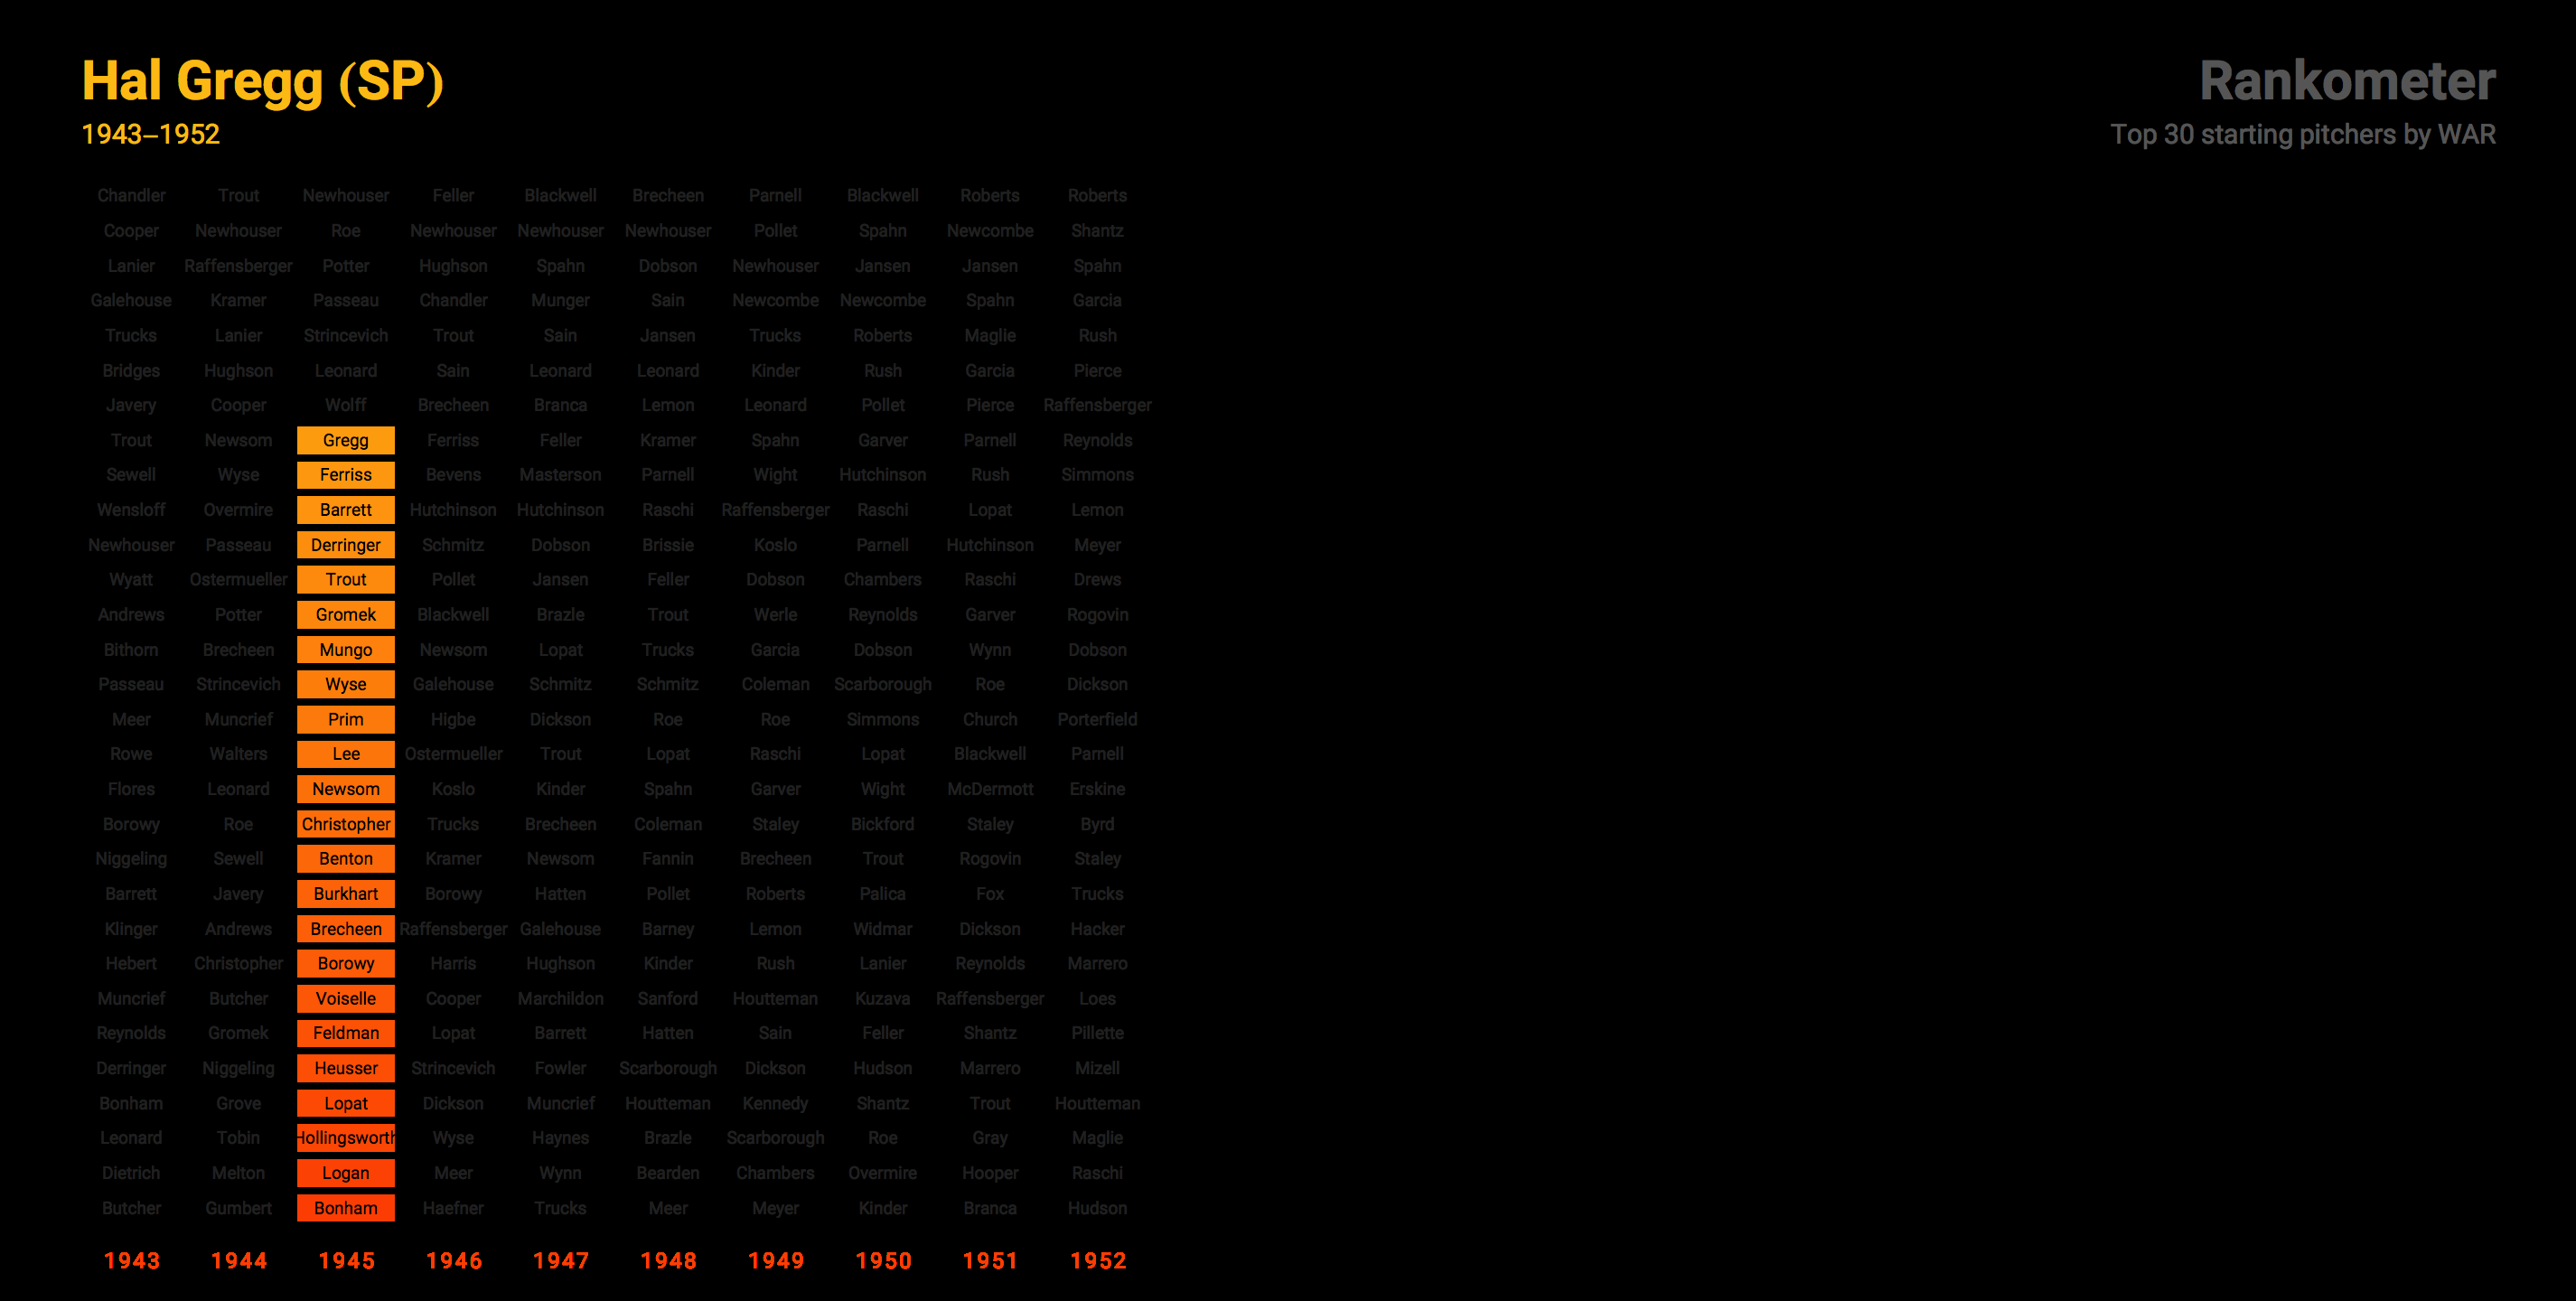 Hal Gregg (SP)
1943–1952
Rankometer
Top 30 starting pitchers by WAR
Chandler Trout Newhouser Feller Blackwell Brecheen Parnell Blackwell Roberts Roberts
Cooper Newhouser Roe Newhouser Newhouser Newhouser Pollet Spahn Newcombe Shantz
Lanier Raffensberger Potter Hughson Spahn Dobson Newhouser Jansen Jansen Spahn
Galehouse Kramer Passeau Chandler Munger Sain Newcombe Newcombe Spahn Garcia
Trucks Lanier Strincevich Trout Sain Jansen Trucks Roberts Maglie Rush
Bridges Hughson Leonard Sain Leonard Leonard Kinder Rush Garcia Pierce
Javery Cooper Wolff Brecheen Branca Lemon Leonard Pollet Pierce Raffensberger
Trout Newsom Gregg Ferriss Feller Kramer Spahn Garver Parnell Reynolds
Sewell Wyse Ferriss Bevens Masterson Parnell Wight Hutchinson Rush Simmons
Wensloff Overmire Barrett Hutchinson Hutchinson Raschi Raffensberger Raschi Lopat Lemon
Newhouser Passeau Derringer Schmitz Dobson Brissie Koslo Parnell Hutchinson Meyer
Wyatt Ostermueller Trout Pollet Jansen Feller Dobson Chambers Raschi Drews
Andrews Potter Gromek Blackwell Brazle Trout Werle Reynolds Garver Rogovin
Bithorn Brecheen Mungo Newsom Lopat Trucks Garcia Dobson Wynn Dobson
Passeau Strincevich Wyse Galehouse Schmitz Schmitz Coleman Scarborough Roe Dickson
Meer Muncrief Prim Higbe Dickson Roe Roe Simmons Church Porterfield
Rowe Walters Lee Ostermueller Trout Lopat Raschi Lopat Blackwell Parnell
Flores Leonard Newsom Koslo Kinder Spahn Garver Wight McDermott Erskine
Borowy Roe Christopher Trucks Brecheen Coleman Staley Bickford Staley Byrd
Niggeling Sewell Benton Kramer Newsom Fannin Brecheen Trout Rogovin Staley
Barrett Javery Burkhart Borowy Hatten Pollet Roberts Palica Fox Trucks
Klinger Andrews Brecheen Raffensberger Galehouse Barney Lemon Widmar Dickson Hacker
Hebert Christopher Borowy Harris Hughson Kinder Rush Lanier Reynolds Marrero
Muncrief Butcher Voiselle Cooper Marchildon Sanford Houtteman Kuzava Raffensberger Loes
Reynolds Gromek Feldman Lopat Barrett Hatten Sain Feller Shantz Pillette
Derringer Niggeling Heusser Strincevich Fowler Scarborough Dickson Hudson Marrero Mizell
Bonham Grove Lopat Dickson Muncrief Houtteman Kennedy Shantz Trout Houtteman
Leonard Tobin Hollingsworth Wyse Haynes Brazle Scarborough Roe Gray Maglie
Dietrich Melton Logan Meer Wynn Bearden Chambers Overmire Hooper Raschi
Butcher Gumbert Bonham Haefner Trucks Meer Meyer Kinder Branca Hudson
1943 1944 1945 1946 1947 1948 1949 1950 1951 1952